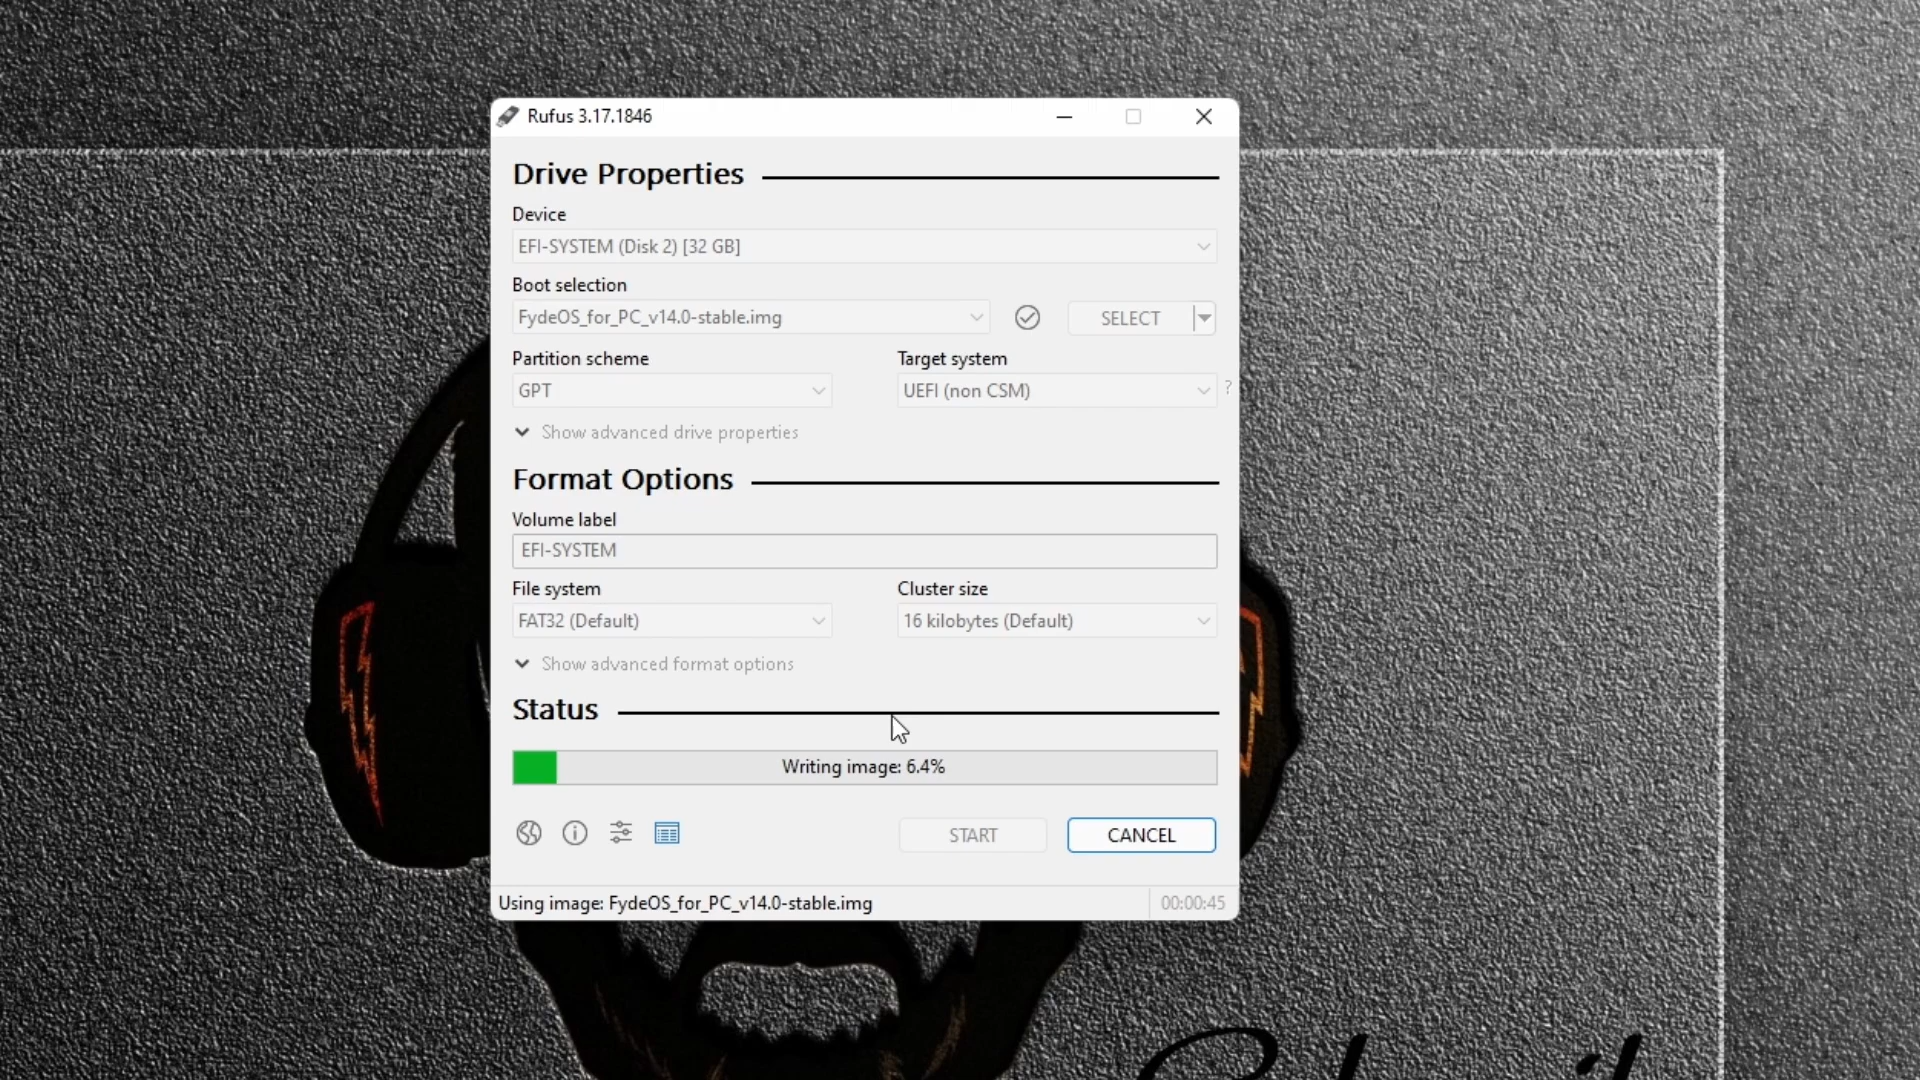 Rufus 3.17.1846
Drive Properties
Device
EFI-SYSTEM (Disk 2) [32 GB]
Boot selection
FydeOS_for_PC_v14.0-stable.img
SELECT
Partition scheme
Target system
GPT
UEFI (non CSM)
?
Show advanced drive properties
Format Options
Volume label
EFI-SYSTEM
File system
Cluster size
FAT32 (Default)
16 kilobytes (Default)
Show advanced format options
Status
Writing image: 6.4%
START
CANCEL
Using image: FydeOS_for_PC_v14.0-stable.img
00:00:45